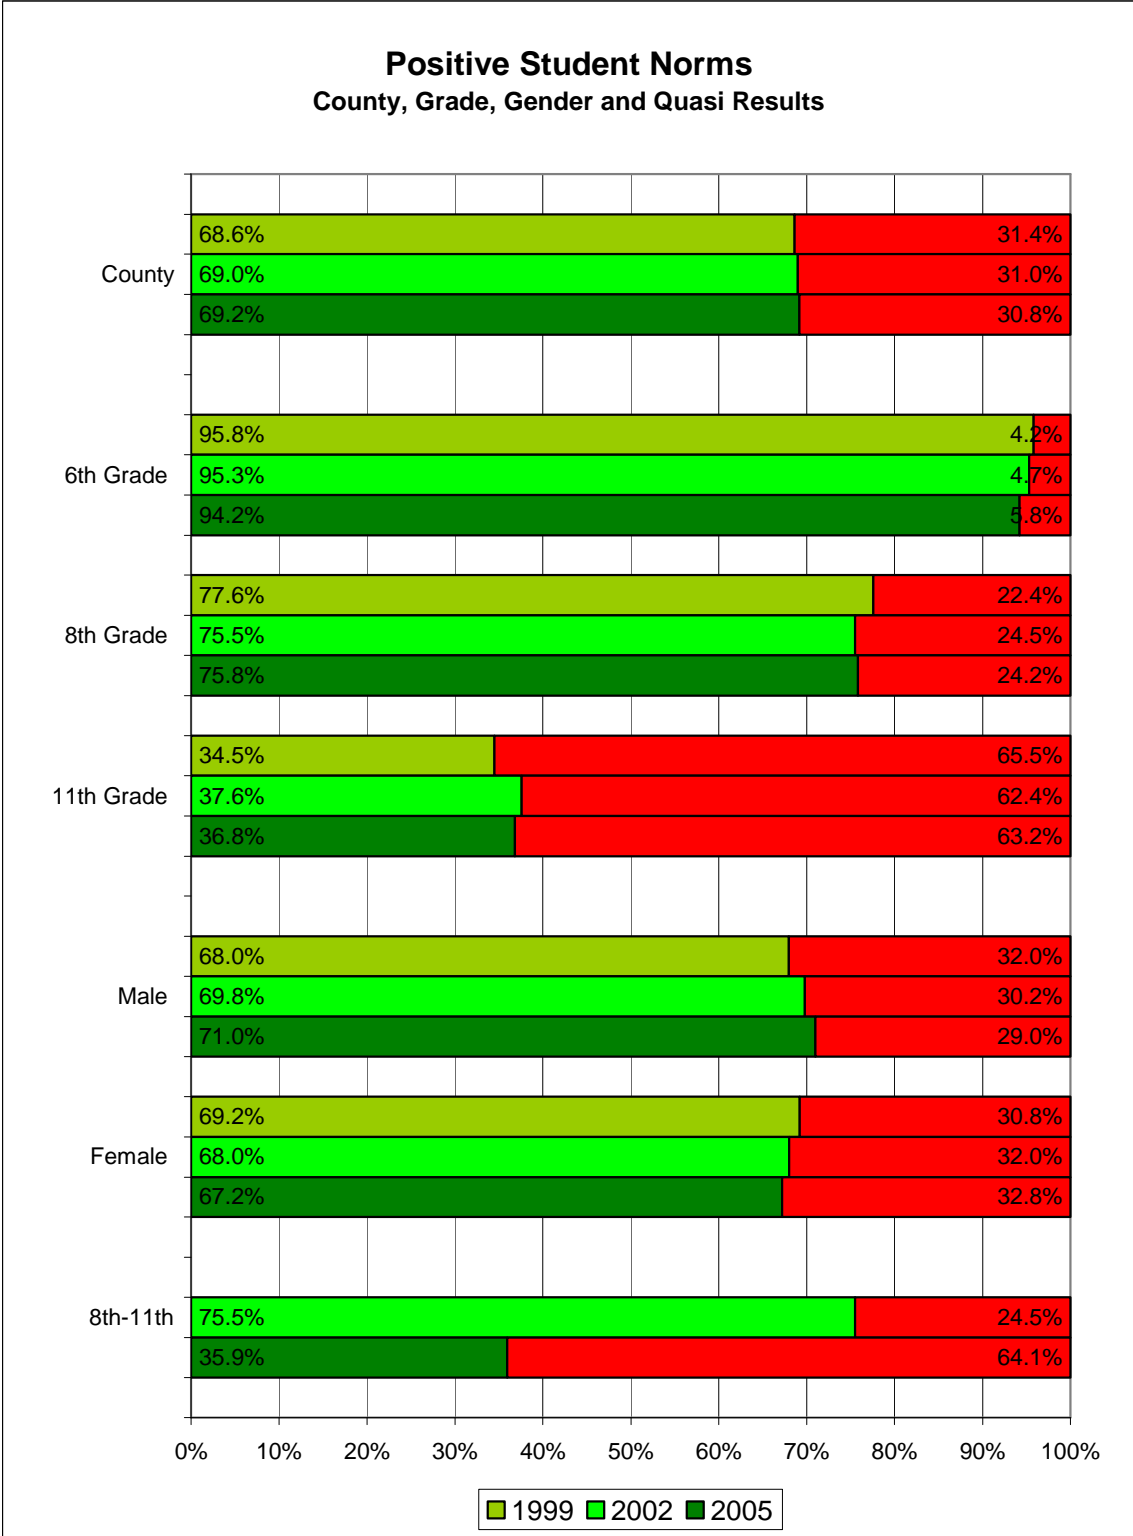 Positive Student Norms
County, Grade, Gender and Quasi Results
68.6% 31.4%
County 69.0% 31.0%
69.2% 30.8%
95.8% 4.2%
6th Grade 95.3% 4.7%
94.2% 5.8%
77.6% 22.4%
8th Grade 75.5% 24.5%
75.8% 24.2%
34.5% 65.5%
11th Grade 37.6% 62.4%
36.8% 63.2%
68.0% 32.0%
Male 69.8% 30.2%
71.0% 29.0%
69.2% 30.8%
Female 68.0% 32.0%
67.2% 32.8%
8th-11th 75.5% 24.5%
35.9% 64.1%
0% 10% 20% 30% 40% 50% 60% 70% 80% 90% 100%
1999 2002 2005